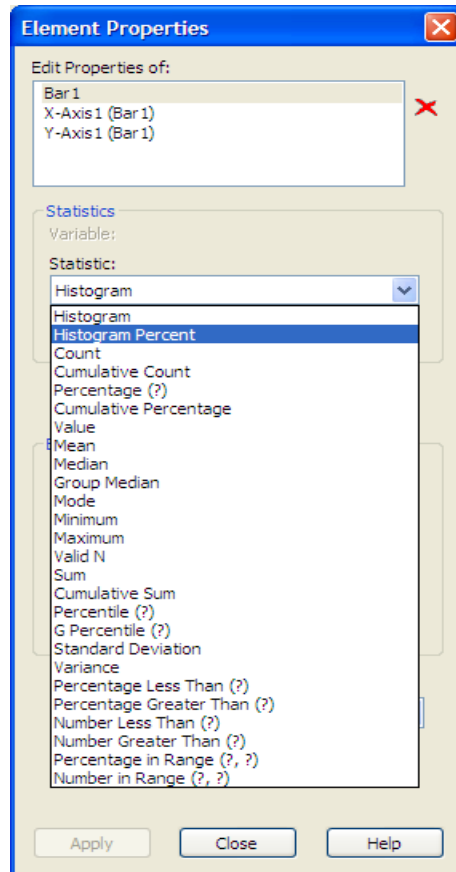 Element Properties
Edit Properties of:
Bar1
X-Axis1 (Bar1)
Y-Axis1 (Bar1)
Statistics
Variable:
Statistic:
Histogram
Histogram
Histogram Percent
Count
Cumulative Count
Percentage (?)
Cumulative Percentage
Value
Mean
Median
Group Median
Mode
Minimum
Maximum
Valid N
Sum
Cumulative Sum
Percentile (?)
G Percentile (?)
Standard Deviation
Variance
Percentage Less Than (?)
Percentage Greater Than (?)
Number Less Than (?)
Number Greater Than (?)
Percentage in Range (?, ?)
Number in Range (?, ?)
Apply Close Help